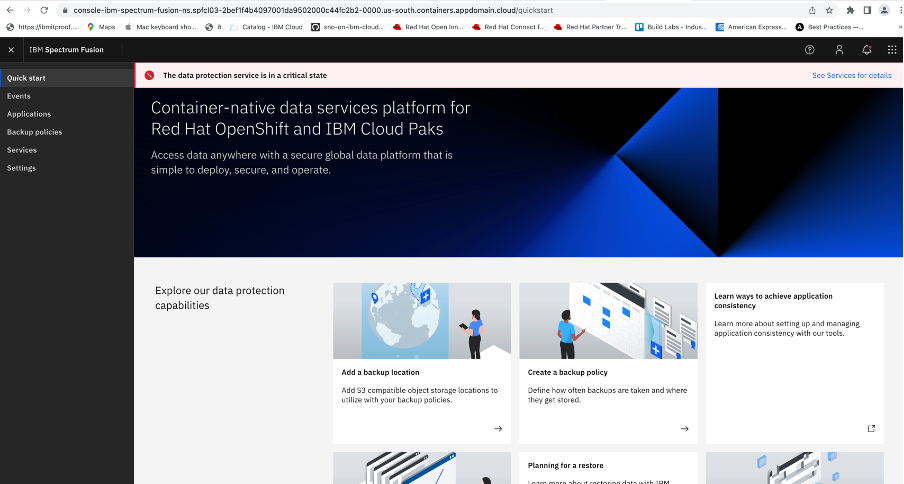 console-ibm-spectrum-fusion-ns.spfcl03-2bef1f4b4097001da9502000c44fc2b2-0000.us-south.containers.appdomain.cloud/quickstart
https://ibmitproof.... Maps Mac keyboard sho... ð Catalog - IBM Cloud sno-on-ibm-cloud... Red Hat Open Inn... Red Hat Connect f... Red Hat Partner Tr... Build Labs - Indus... American Express... Best Practices —... »
IBM Spectrum Fusion
Quick start
Events
Applications
Backup policies
Services
Settings
The data protection service is in a critical state
See Services for details
Container-native data services platform for
Red Hat OpenShift and IBM Cloud Paks
Access data anywhere with a secure global data platform that is
simple to deploy, secure, and operate.
Explore our data protection
capabilities
Add a backup location
Add S3 compatible object storage locations to
utilize with your backup policies.
Create a backup policy
Define how often backups are taken and where
they get stored.
Learn ways to achieve application
consistency
Learn more about setting up and managing
application consistency with our tools.
Planning for a restore
Learn more about restoring data with IBM